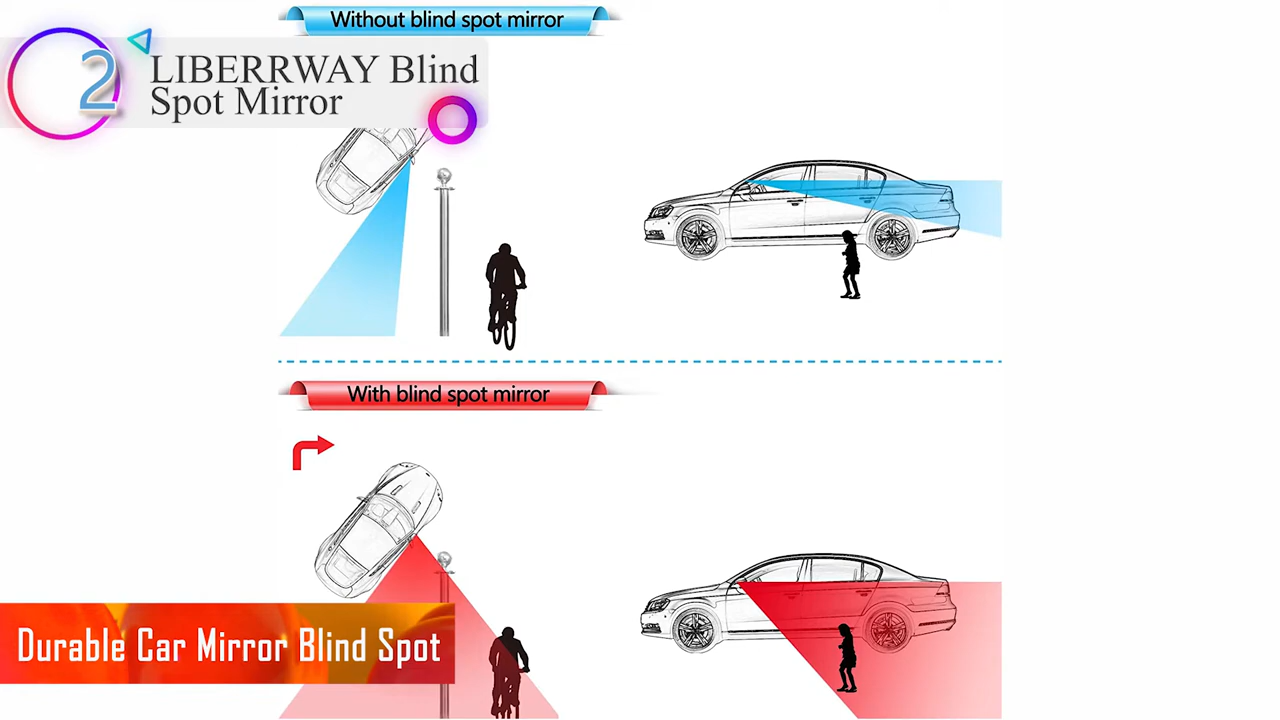 Without blind spot mirror
2
LIBERRWAY Blind
Spot Mirror
With blind spot mirror
Durable Car Mirror Blind Spot